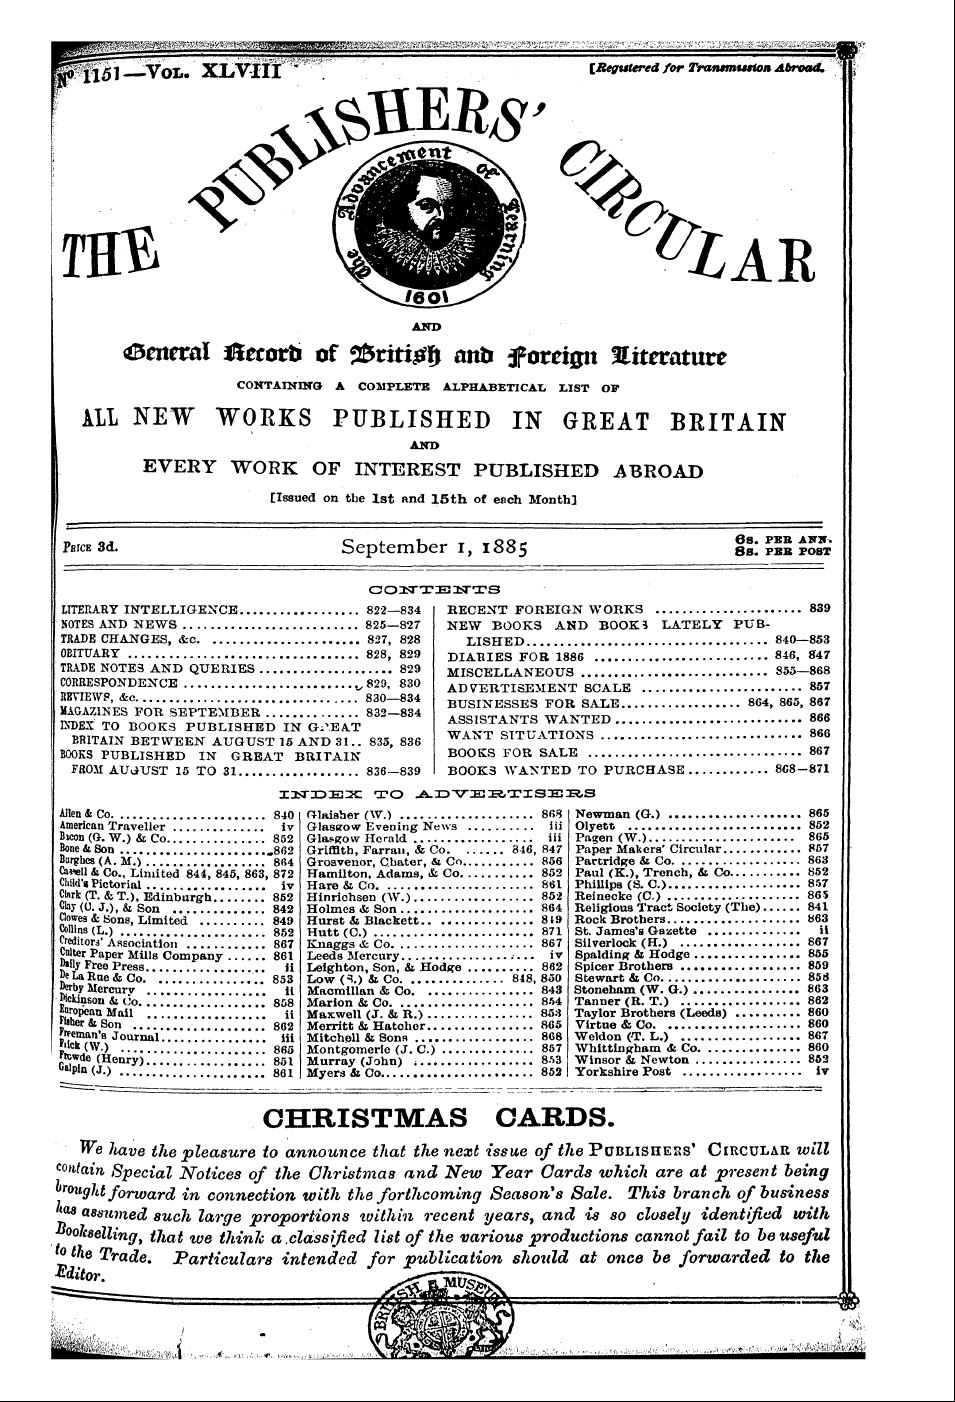 No 1151—VOL. XLVIII
[Registered for Transmission Abroad.
THE PUBLISHERS' CIRCULAR
The Advancement of Learning
1601
AND
General Record of British and Foreign Literature
CONTAINING A COMPLETE ALPHABETICAL LIST OF
ALL NEW WORKS PUBLISHED IN GREAT BRITAIN
AND
EVERY WORK OF INTEREST PUBLISHED ABROAD
[Issued on the 1st and 15th of each Month]
PRICE 3d.
September 1, 1885
6s. PER ANN.
8s. PER POST
CONTENTS
LITERARY INTELLIGENCE.................. 822—834
NOTES AND NEWS ........................... 825—827
TRADE CHANGES, &c. ...................... 827, 828
OBITUARY ................................... 828, 829
TRADE NOTES AND QUERIES .................... 829
CORRESPONDENCE .......................... 829, 830
REVIEWS, &c. ................................. 830—834
MAGAZINES FOR SEPTEMBER .............. 832—834
INDEX TO BOOKS PUBLISHED IN GREAT
BRITAIN BETWEEN AUGUST 15 AND 31.. 835, 836
BOOKS PUBLISHED IN GREAT BRITAIN
FROM AUGUST 15 TO 31.................. 836—839
RECENT FOREIGN WORKS ...................... 839
NEW BOOKS AND BOOKS LATELY PUB-
LISHED.................................... 840—853
DIARIES FOR 1886 .......................... 846, 847
MISCELLANEOUS ............................ 855—868
ADVERTISEMENT SCALE ........................ 857
BUSINESSES FOR SALE.................. 864, 865, 867
ASSISTANTS WANTED ............................ 866
WANT SITUATIONS .............................. 866
BOOKS FOR SALE ................................ 867
BOOKS WANTED TO PURCHASE ............ 868—871
INDEX TO ADVERTISERS
Allen & Co. ...................... 840
American Traveller .............. iv
Bacon (G. W.) & Co............... 852
Bone & Son ...................... 862
Burghes (A. M.) .................. 864
Cassell & Co., Limited 844, 845, 863, 872
Child's Pictorial .................. iv
Clark (T. & T.), Edinburgh........ 852
Clay (C. J.), & Son .............. 842
Clowes & Sons, Limited .......... 849
Collins (L.) ...................... 852
Creditors' Association ............ 867
Culter Paper Mills Company ...... 861
Daily Free Press.................. ii
De La Rue & Co. ................ 853
Derby Mercury .................. ii
Dickinson & Co. .................. 858
European Mail .................. ii
Fisher & Son .................... 862
Freeman's Journal................ iii
Frick (W.) ...................... 865
Frowde (Henry).................. 851
Galpin (J.) ...................... 861
Glaisher (W.) .................... 868
Glasgow Evening News .......... iii
Glasgow Herald .................. iii
Griffith, Farran, & Co. ...... 846, 847
Grosvenor, Chater, & Co.......... 856
Hamilton, Adams, & Co.......... 852
Hare & Co. ...................... 861
Hinrichsen (W.).................. 852
Holmes & Son .................... 864
Hurst & Blackett.................. 849
Hutt (C.) ........................ 871
Knaggs & Co. .................... 867
Leeds Mercury.................... iv
Leighton, Son, & Hodge .......... 862
Low (S.) & Co. .............. 848, 850
Macmillan & Co. ................ 843
Marion & Co. .................... 854
Maxwell (J. & R.)................ 853
Merritt & Hatcher................ 865
Mitchell & Sons .................. 868
Montgomerie (J. C.) .............. 857
Murray (John) .................. 853
Myers & Co....................... 852
Newman (G.) .................... 865
Olyett .......................... 852
Pagen (W.)...................... 865
Paper Makers' Circular............ 857
Partridge & Co. .................. 863
Paul (K.), Trench, & Co.......... 852
Phillips (S. C.).................... 857
Reinecke (C.) .................... 865
Religious Tract Society (The)...... 841
Rock Brothers.................... 863
St. James's Gazette .............. ii
Silverlock (H.) .................. 867
Spalding & Hodge ................ 855
Spicer Brothers .................. 859
Stewart & Co. .................... 858
Stoneham (W. G.) ................ 863
Tanner (R. T.) .................. 862
Taylor Brothers (Leeds) .......... 860
Virtue & Co. .................... 860
Weldon (T. L.) .................. 867
Whittingham & Co. .............. 860
Winsor & Newton ................ 852
Yorkshire Post .................. iv
CHRISTMAS CARDS.
We have the pleasure to announce that the next issue of the PUBLISHERS' CIRCULAR will
contain Special Notices of the Christmas and New Year Cards which are at present being
brought forward in connection with the forthcoming Season's Sale. This branch of business
has assumed such large proportions within recent years, and is so closely identified with
Bookselling, that we think a classified list of the various productions cannot fail to be useful
to the Trade. Particulars intended for publication should at once be forwarded to the
Editor.
BRITISH MUSEUM